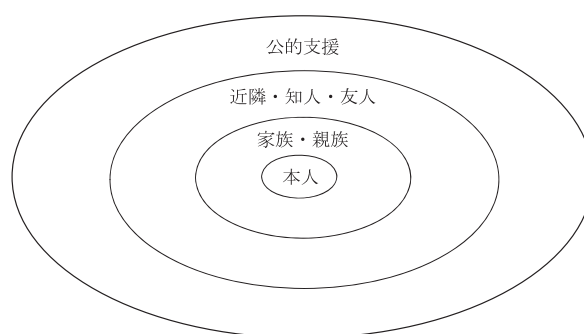 公的支援
近隣・知人・友人
家族・親族
本人